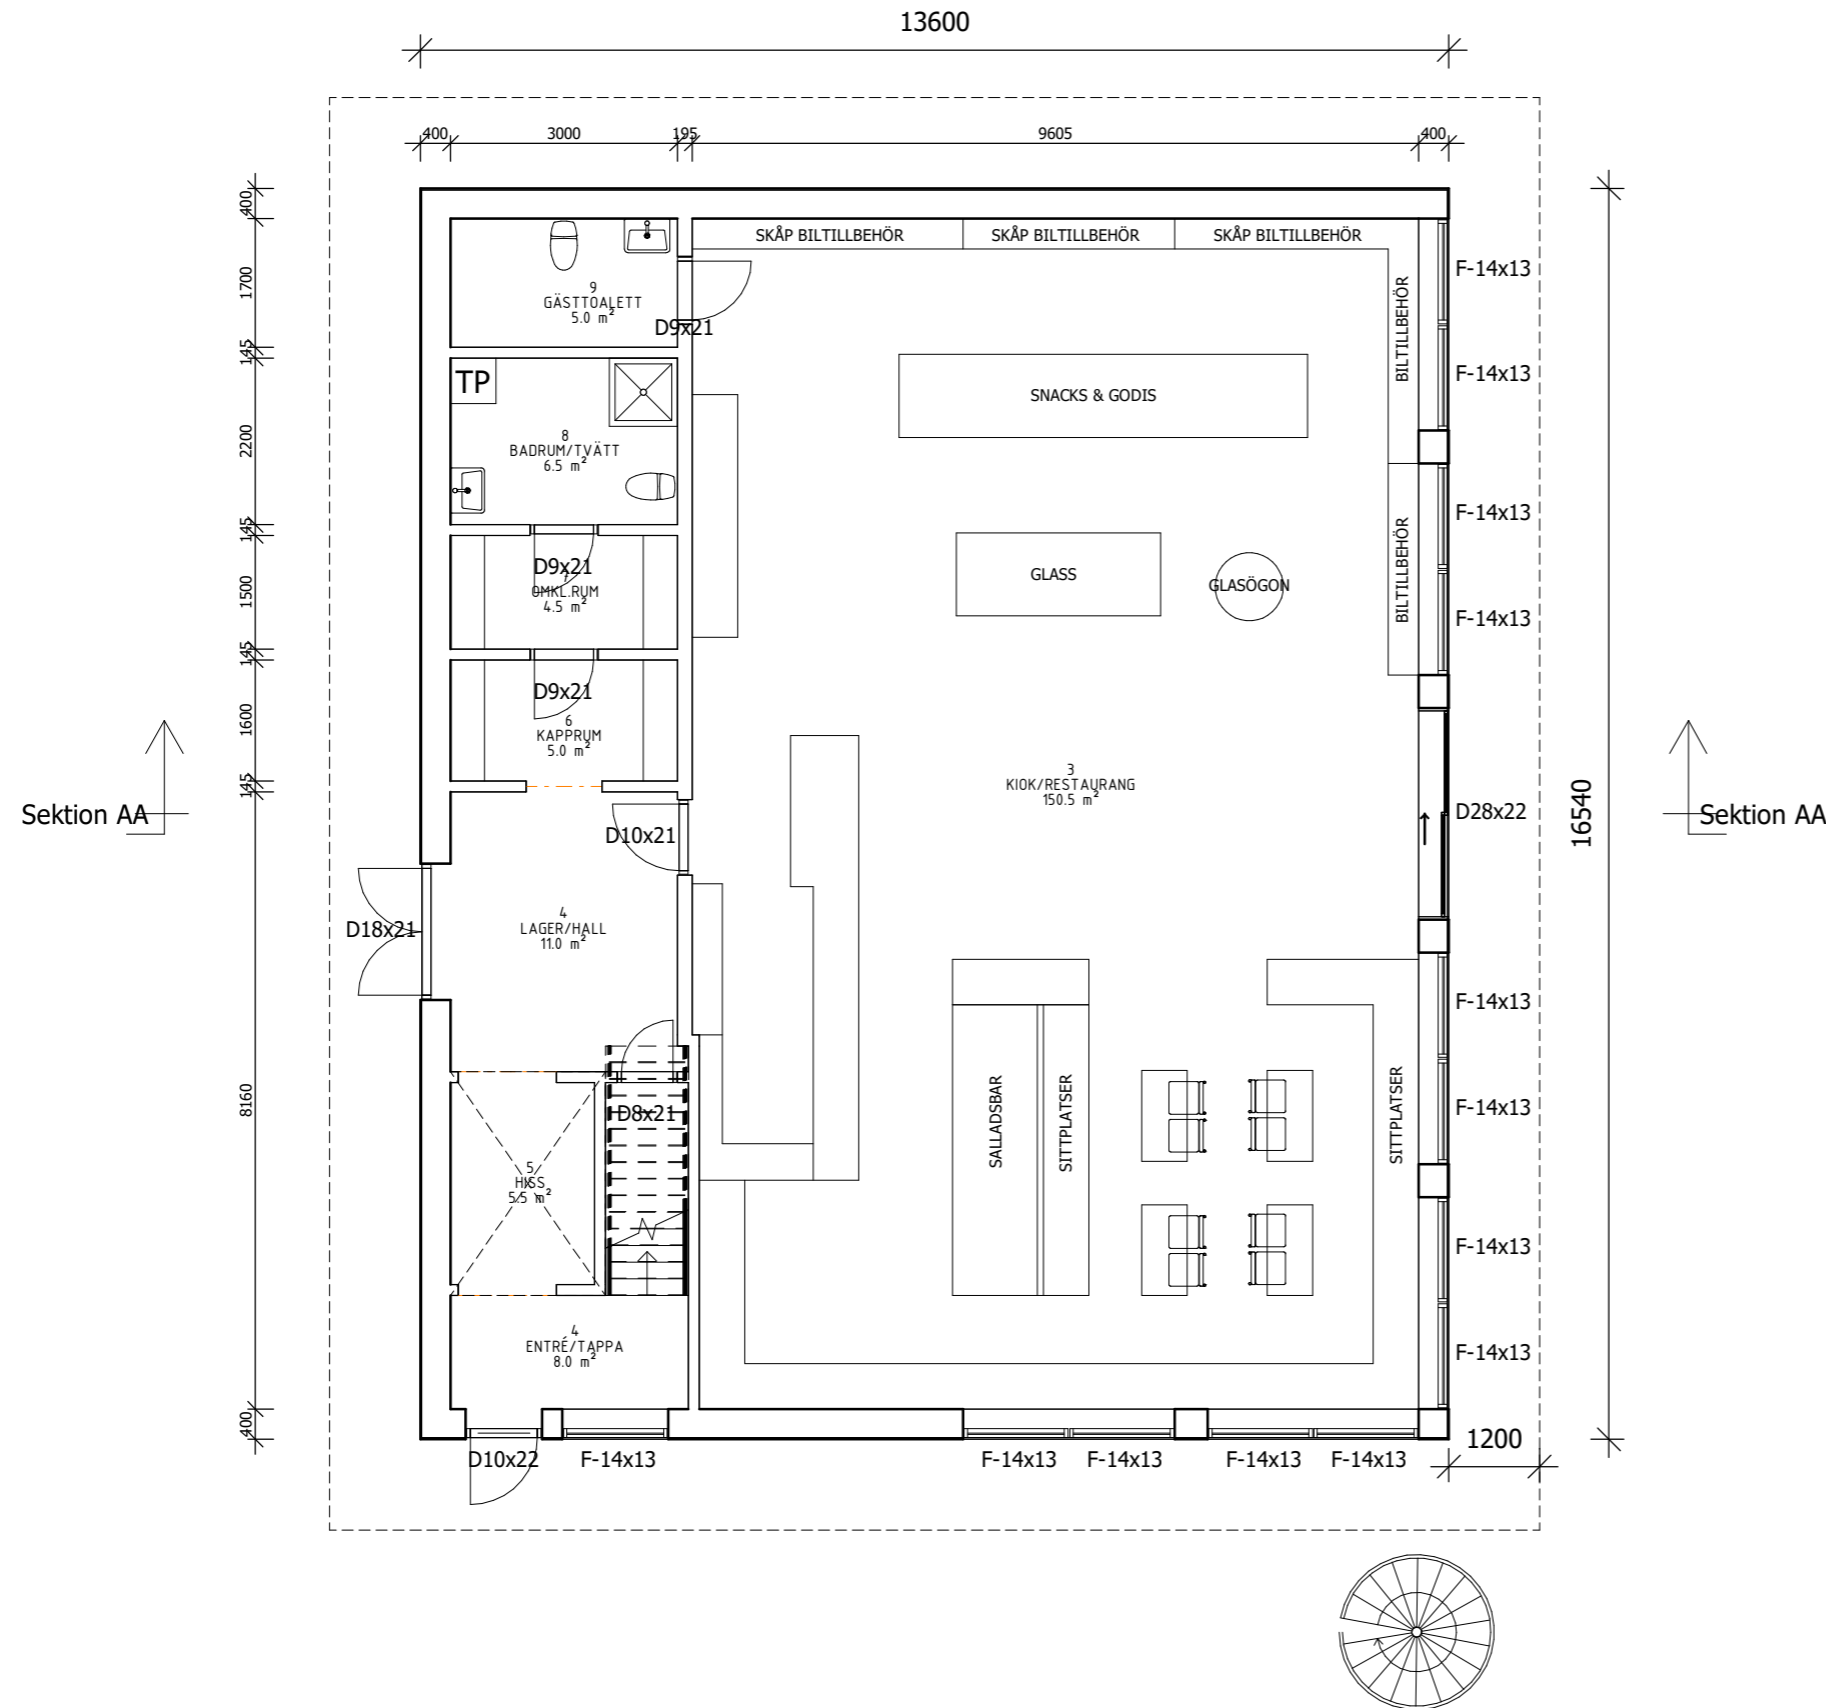 13600
400
3000
195
9605
400
400
1700
145
2200
145
1500
145
1600
145
8160
400
16540
1200
SKÅP BILTILLBEHÖR
SKÅP BILTILLBEHÖR
SKÅP BILTILLBEHÖR
BILTILLBEHÖR
BILTILLBEHÖR
F-14x13
F-14x13
F-14x13
F-14x13
9
GÄSTTOALETT
5.0 m²
D9x21
TP
8
BADRUM/TVÄTT
6.5 m²
SNACKS & GODIS
GLASS
GLASÖGON
D9x21
7
OMKL.RUM
4.5 m²
D9x21
6
KAPPRUM
5.0 m²
3
KIOK/RESTAURANG
150.5 m²
Sektion AA
Sektion AA
D10x21
D28x22
4
LAGER/HALL
11.0 m²
D18x21
D8x21
5
HISS
5.5 m²
SALLADSBAR
SITTPLATSER
SITTPLATSER
F-14x13
F-14x13
F-14x13
F-14x13
4
ENTRÉ/TAPPA
8.0 m²
D10x22
F-14x13
F-14x13
F-14x13
F-14x13
F-14x13